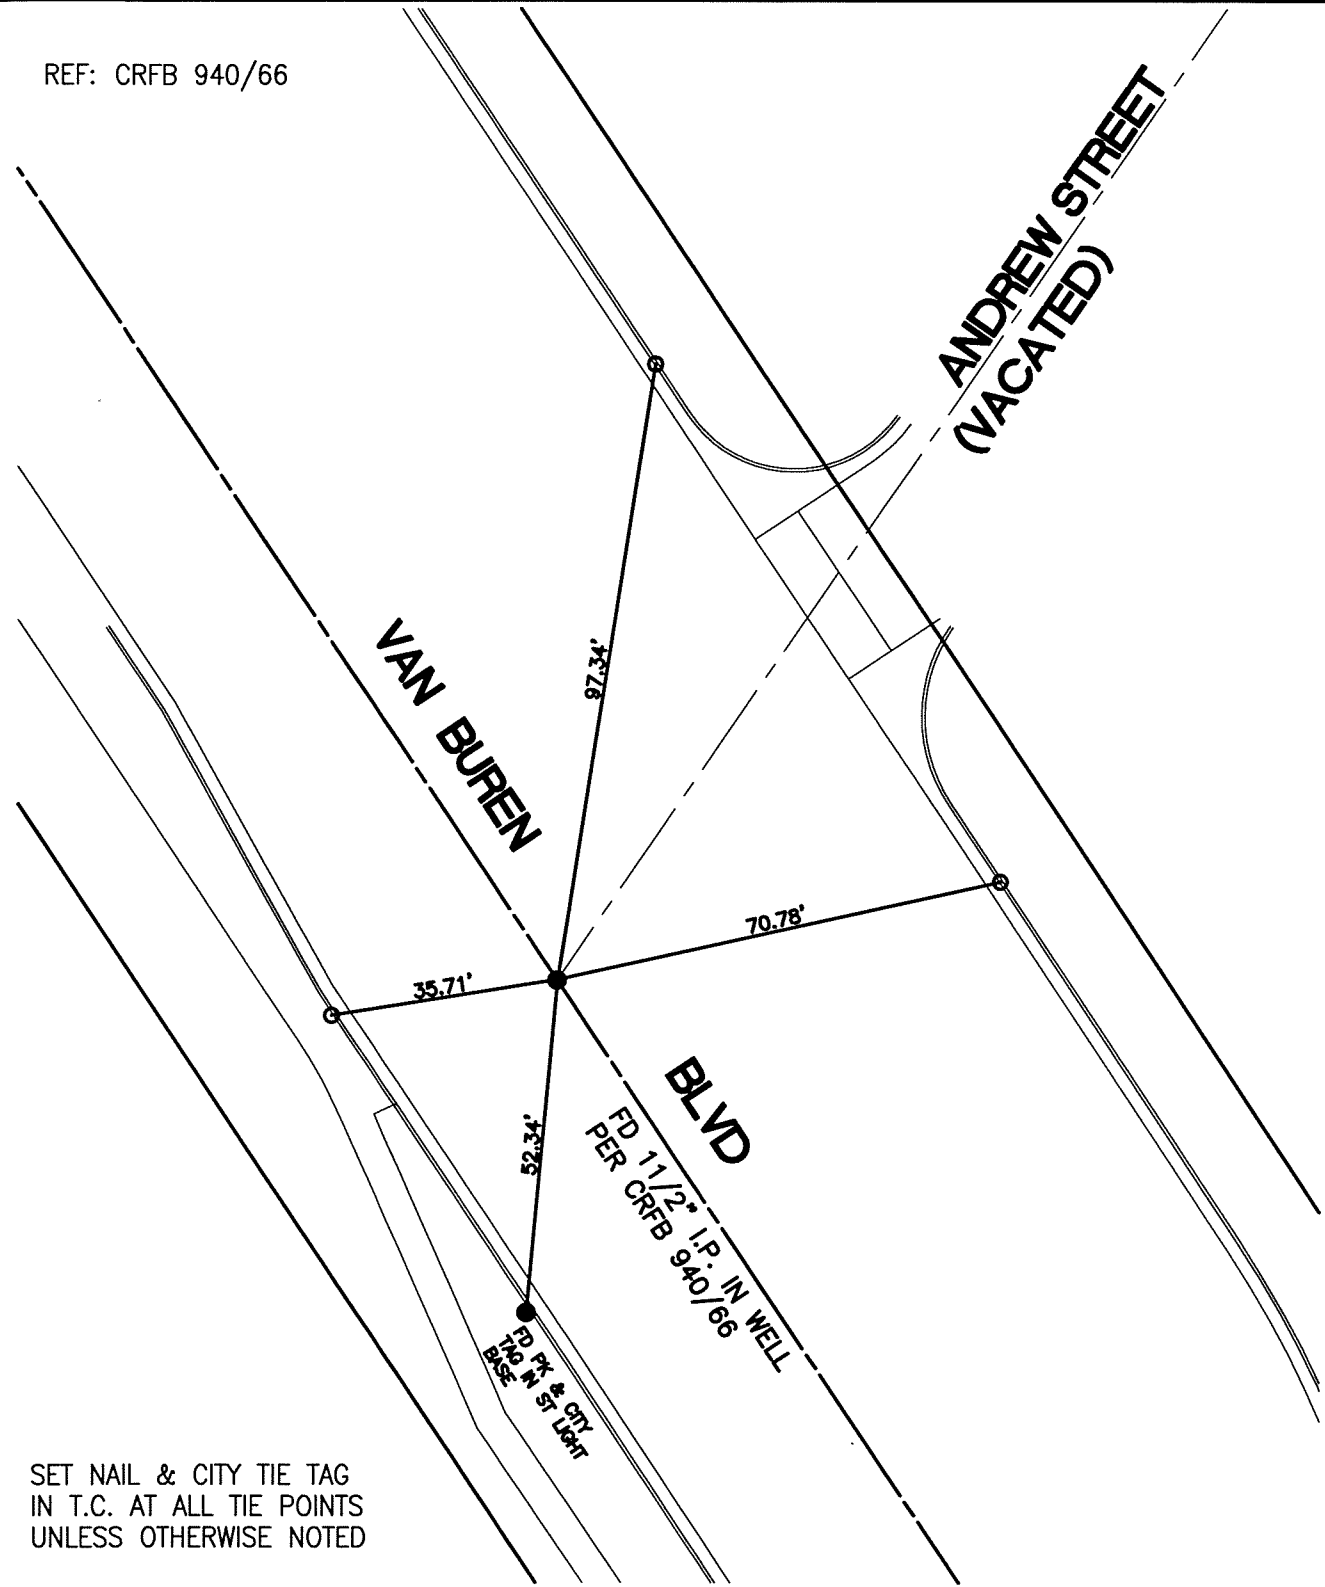 REF: CRFB 940/66
ANDREW STREET
(VACATED)
97.34'
VAN BUREN
70.78'
35.71'
BLVD
52.34'
FD 11/2" I.P. IN WELL
PER CRFB 940/66
FD PK & CITY
TAG IN ST LIGHT
BASE
SET NAIL & CITY TIE TAG
IN T.C. AT ALL TIE POINTS
UNLESS OTHERWISE NOTED